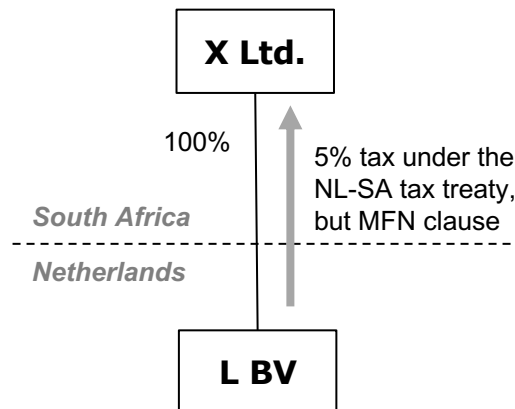 X Ltd.
100%
5% tax under the
NL-SA tax treaty,
but MFN clause
South Africa
Netherlands
L BV